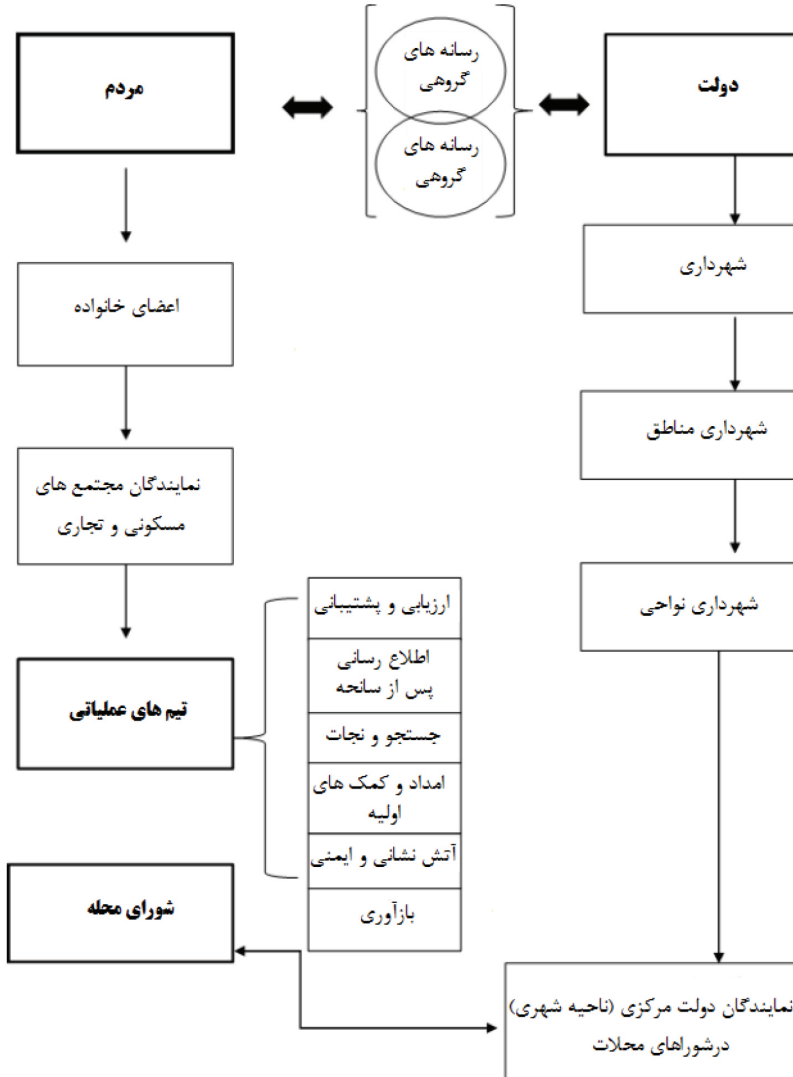 مردم
رسانه های
گروهی
رسانه های
گروهی
دولت
شهرداری
اعضای خانواده
شهرداری مناطق
نمایندگان مجتمع های
مسکونی و تجاری
شهرداری نواحی
ارزیابی و پشتیبانی
اطلاع رسانی
پس از سانحه
تیم های عملیاتی
جستجو و نجات
امداد و کمک های
اولیه
آتش نشانی و ایمنی
شورای محله
بازآوری
نمایندگان دولت مرکزی (ناحیه شهری)
درشوراهای محلات